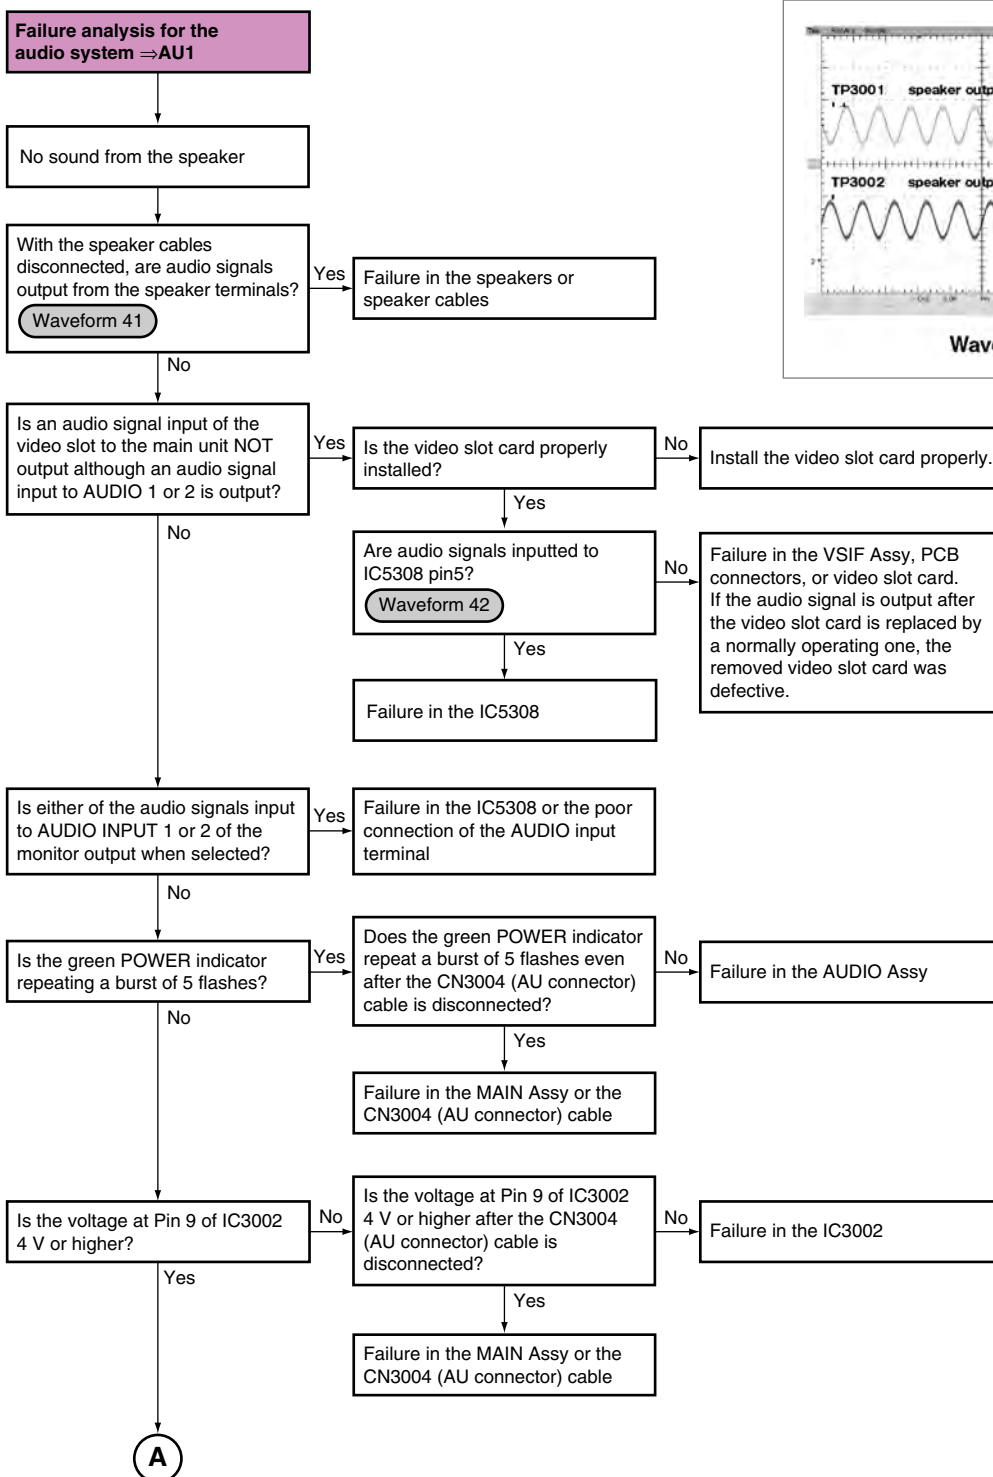 Failure analysis for the
audio system ⇒AU1
No sound from the speaker
With the speaker cables
disconnected, are audio signals
output from the speaker terminals?
Waveform 41
Yes
Failure in the speakers or
speaker cables
No
TP3001 speaker outp
TP3002 speaker outp
Wav
Is an audio signal input of the
video slot to the main unit NOT
output although an audio signal
input to AUDIO 1 or 2 is output?
Yes
Is the video slot card properly
installed?
No
Install the video slot card properly.
Yes
No
Are audio signals inputted to
IC5308 pin5?
Waveform 42
No
Failure in the VSIF Assy, PCB
connectors, or video slot card.
If the audio signal is output after
the video slot card is replaced by
a normally operating one, the
removed video slot card was
defective.
Yes
Failure in the IC5308
Is either of the audio signals input
to AUDIO INPUT 1 or 2 of the
monitor output when selected?
Yes
Failure in the IC5308 or the poor
connection of the AUDIO input
terminal
No
Is the green POWER indicator
repeating a burst of 5 flashes?
Yes
Does the green POWER indicator
repeat a burst of 5 flashes even
after the CN3004 (AU connector)
cable is disconnected?
No
Failure in the AUDIO Assy
No
Yes
Failure in the MAIN Assy or the
CN3004 (AU connector) cable
Is the voltage at Pin 9 of IC3002
4 V or higher?
No
Is the voltage at Pin 9 of IC3002
4 V or higher after the CN3004
(AU connector) cable is
disconnected?
No
Failure in the IC3002
Yes
Yes
Failure in the MAIN Assy or the
CN3004 (AU connector) cable
A